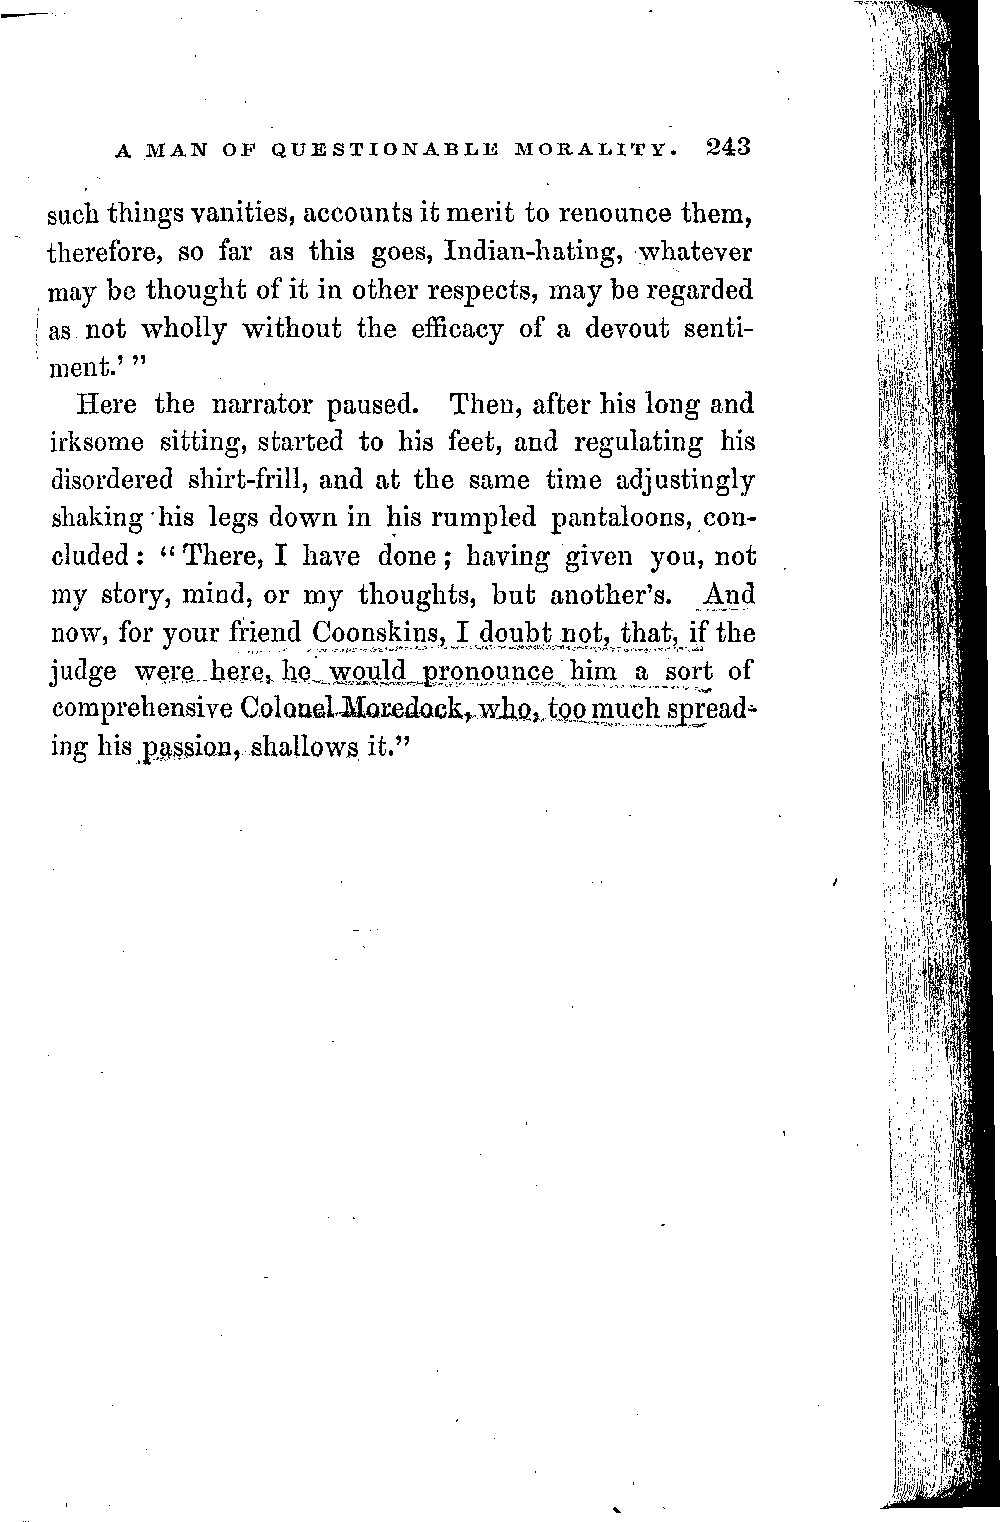 A MAN OF QUESTIONABLE MORALITY. 243
such things vanities, accounts it merit to renounce them,
therefore, so far as this goes, Indian-hating, whatever
may be thought of it in other respects, may be regarded
as not wholly without the efficacy of a devout senti-
ment.’ ”
Here the narrator paused. Then, after his long and
irksome sitting, started to his feet, and regulating his
disordered shirt-frill, and at the same time adjustingly
shaking his legs down in his rumpled pantaloons, con-
cluded: “There, I have done; having given you, not
my story, mind, or my thoughts, but another’s. And
now, for your friend Coonskins, I doubt not, that, if the
judge were here, he would pronounce him a sort of
comprehensive Colonel Moredock, who, too much spread-
ing his passion, shallows it.”